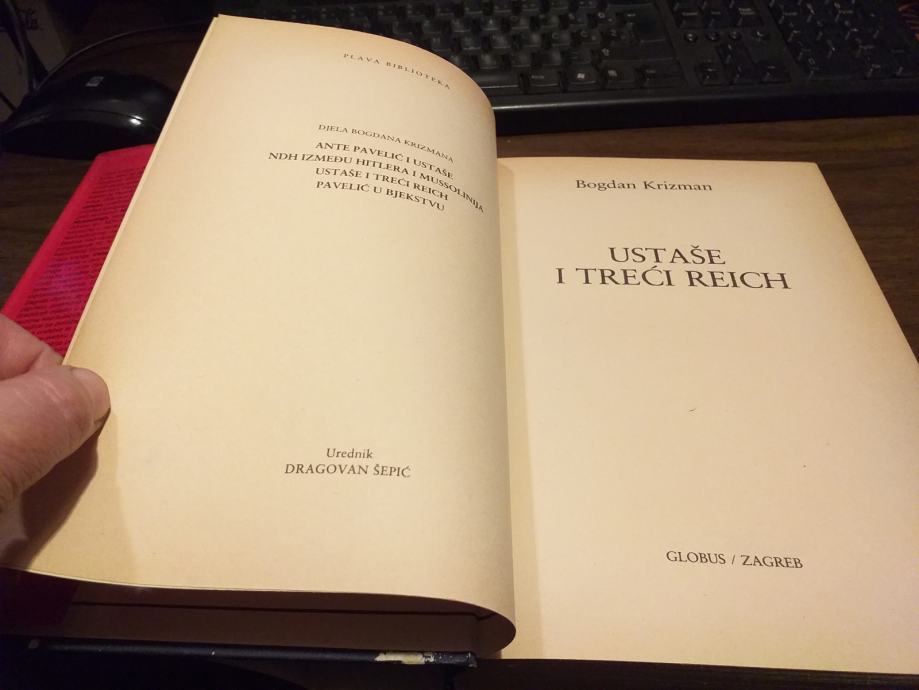 PLAVA BIBLIOTEKA
DJELA BOGDANA KRIZMANA
ANTE PAVELIĆ I USTAŠE
NDH IZMEĐU HITLERA I MUSSOLINIJA
USTAŠE I TREĆI REICH
PAVELIĆ U BJEKSTVU
Urednik
DRAGOVAN ŠEPIĆ
Bogdan Krizman
USTAŠE
I TREĆI REICH
GLOBUS / ZAGREB